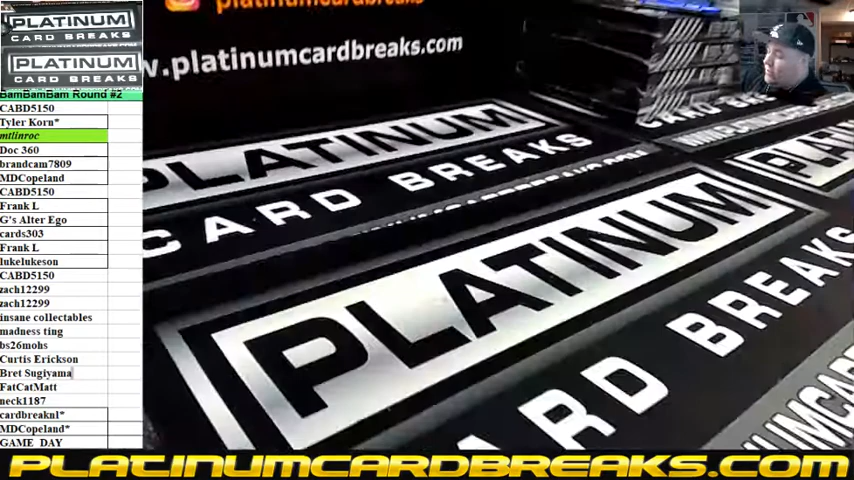 PLATINUM
CARD BREAKS
PLATINUM
CARD BREAKS
BamBamBam Round #2
CABD5150
Tyler Korn*
mtlinroc
Doc 360
brandcam7809
MDCopeland
CABD5150
Frank L
G's Alter Ego
cards303
Frank L
lukelukeson
CABD5150
zach12299
zach12299
insane collectables
madness ting
bs26mohs
Curtis Erickson
Bret Sugiyama
FatCatMatt
neck1187
cardbreaknl*
MDCopeland*
GAME_DAY
platinumcardbreaks
www.platinumcardbreaks.com
PLATINUM
CARD BREAKS
PLATINUM
CARD BREAKS
PLATINUMCARDBREAKS.COM